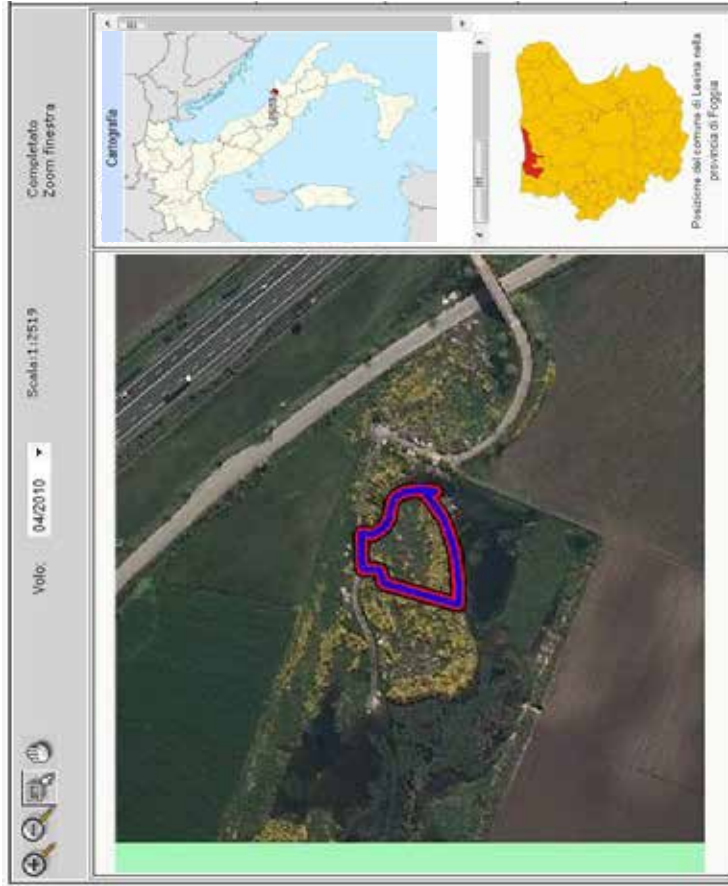 Volo: 04/2010
Scala:1:2519
Completato
Zoom finestra
Cartografia
Lesina
Posizione del comune di Lesina nella
provincia di Foggia